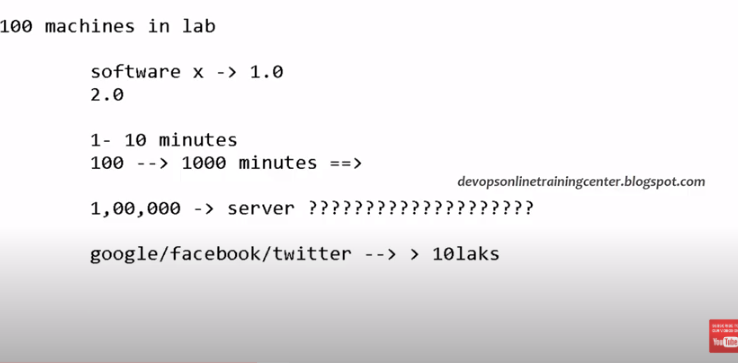 100 machines in lab
software x -> 1.0
2.0
1- 10 minutes
100 --> 1000 minutes ==>
devopsonlinetrainingcenter.blogspot.com
1,00,000 -> server ????????????????????
google/facebook/twitter --> > 10laks
YouTube